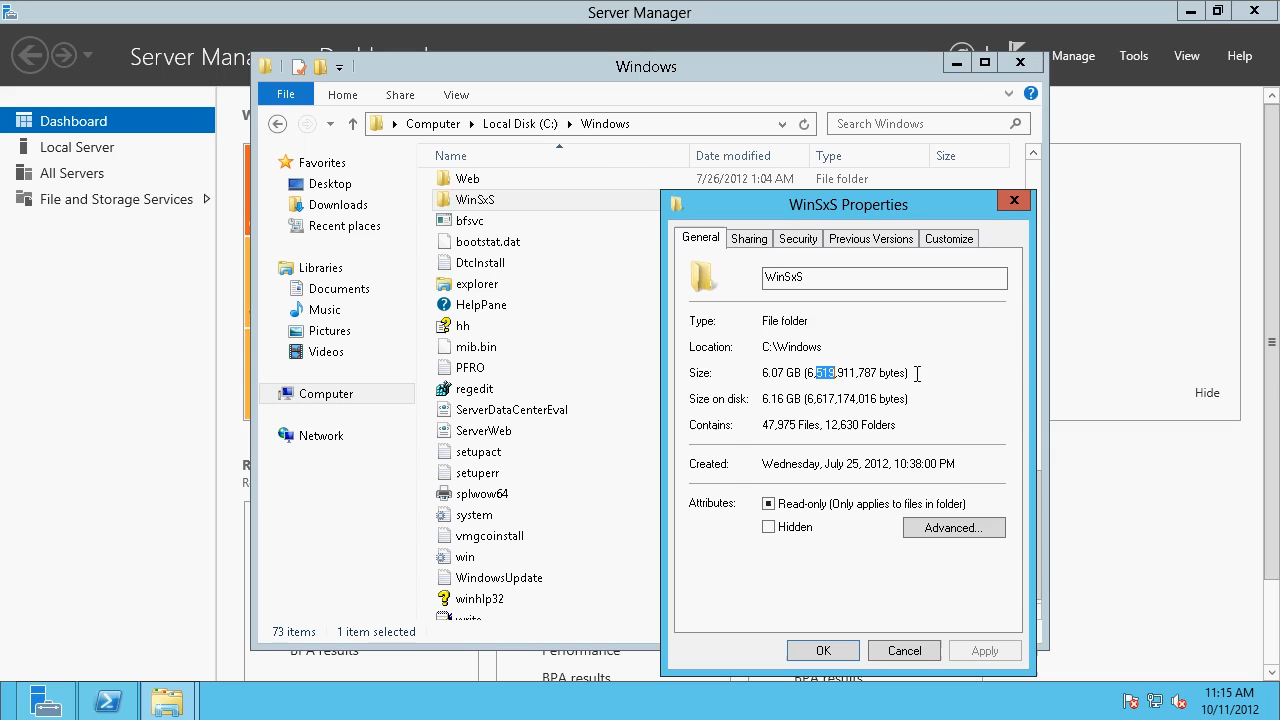 Server Manager
Server Mana
Manage
Tools
View
Help
Dashboard
Local Server
All Servers
File and Storage Services
Hide
BPA results
Performance
BPA results
BPA results
Windows
File
Home
Share
View
Computer
Local Disk (C:)
Windows
Search Windows
Favorites
Desktop
Downloads
Recent places
Libraries
Documents
Music
Pictures
Videos
Computer
Network
Name
Date modified
Type
Size
Web 7/26/2012 1:04 AM File folder
WinSxS
bfsvc
bootstat.dat
DtcInstall
explorer
HelpPane
hh
mib.bin
PFRO
regedit
ServerDataCenterEval
ServerWeb
setupact
setuperr
splwow64
system
vmgcoinstall
win
WindowsUpdate
winhlp32
write
73 items 1 item selected
WinSxS Properties
General
Sharing
Security
Previous Versions
Customize
WinSxS
Type: File folder
Location: C:\Windows
Size: 6.07 GB (6,519,911,787 bytes)
Size on disk: 6.16 GB (6,617,174,016 bytes)
Contains: 47,975 Files, 12,630 Folders
Created: Wednesday, July 25, 2012, 10:38:00 PM
Attributes: Read-only (Only applies to files in folder)
Hidden
Advanced...
OK
Cancel
Apply
11:15 AM
10/11/2012